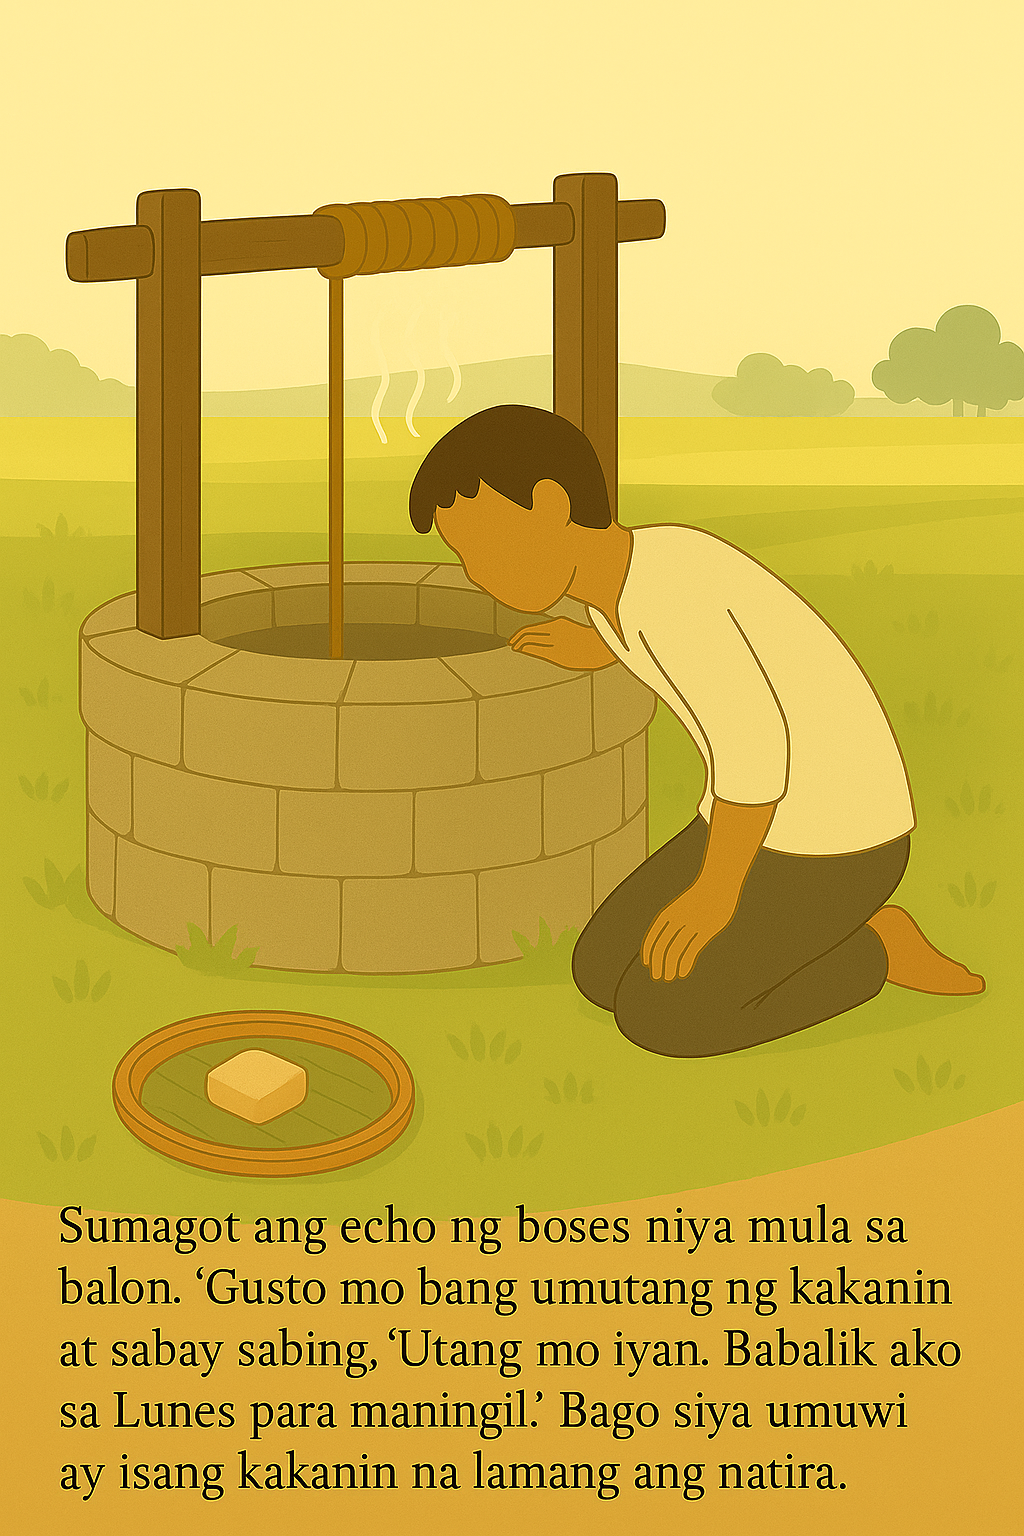 Sumagot ang echo ng boses niya mula sa
balon. ‘Gusto mo bang umutang ng kakanin
at sabay sabing, ‘Utang mo iyan. Babalik ako
sa Lunes para maningil.’ Bago siya umuwi
ay isang kakanin na lamang ang natira.